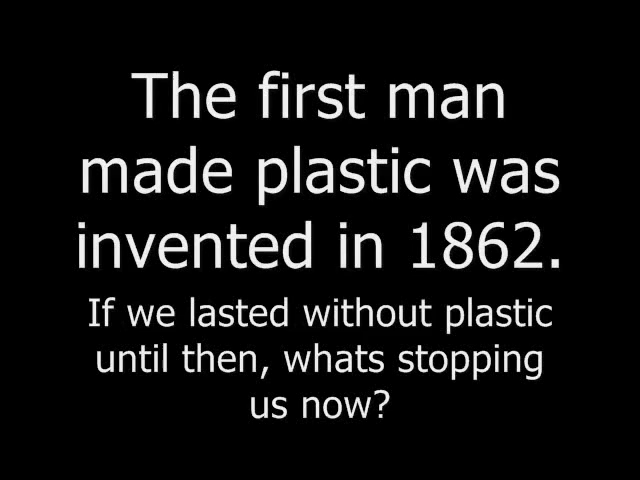 The first man
made plastic was
invented in 1862.
If we lasted without plastic
until then, whats stopping
us now?